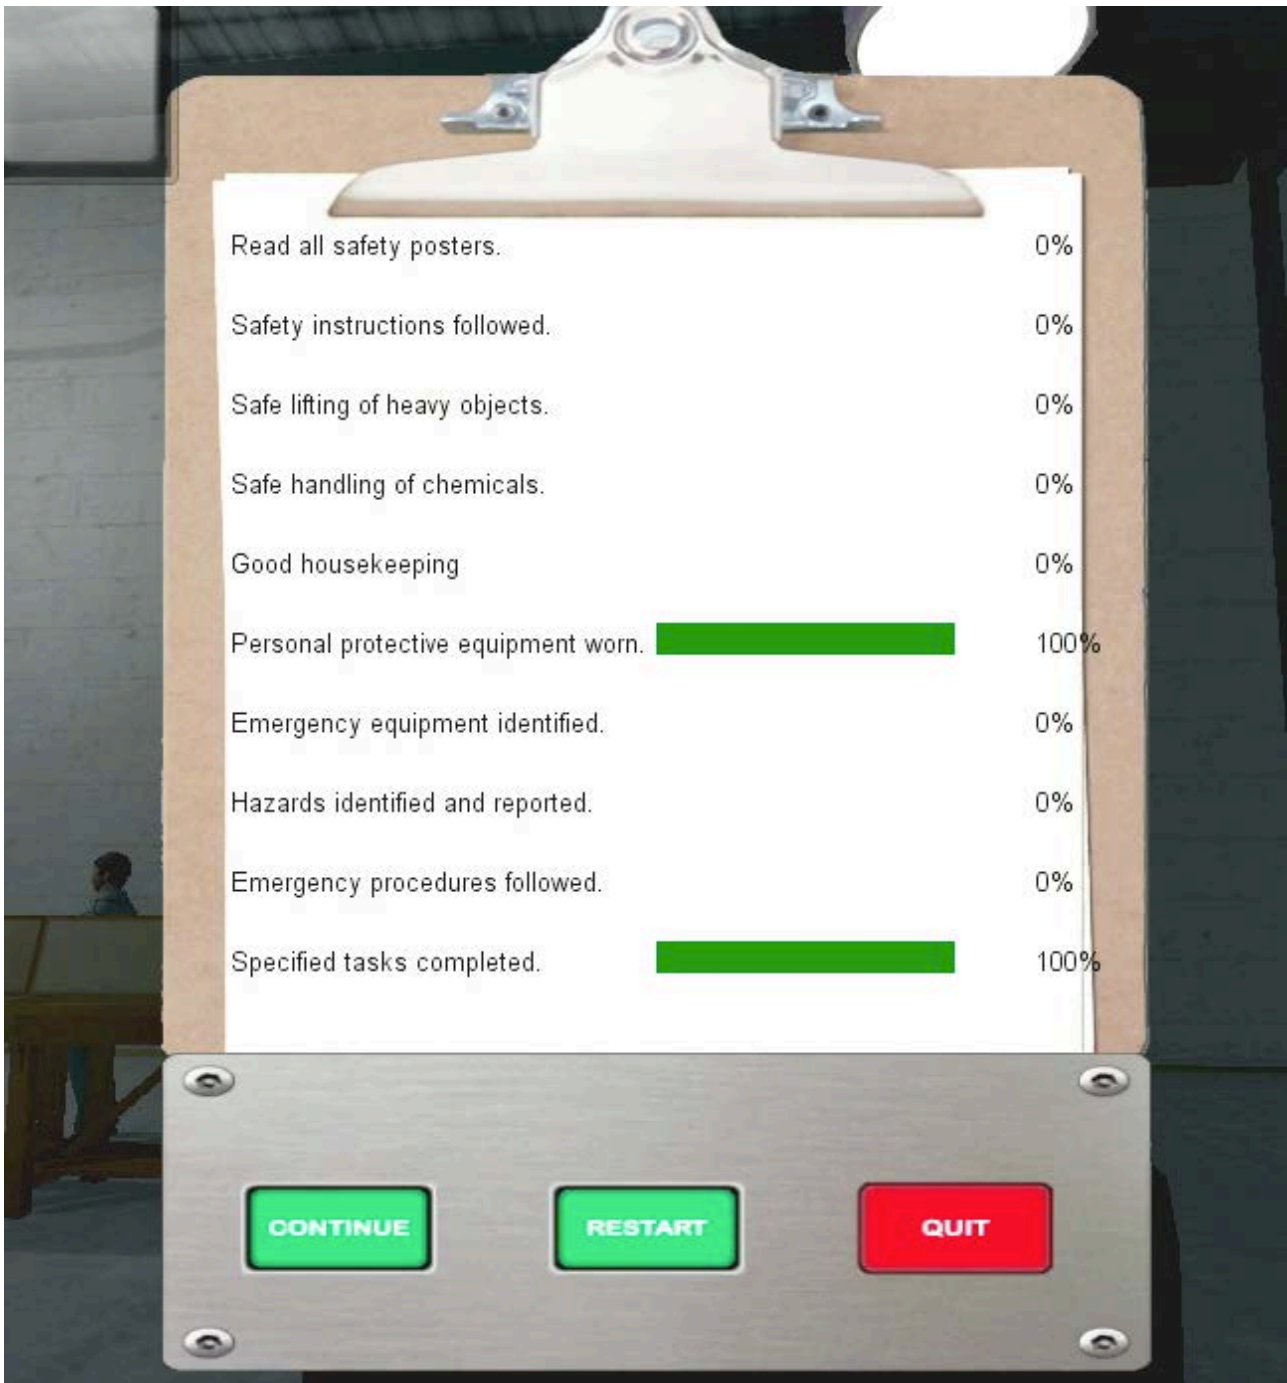 Read all safety posters. 0%
Safety instructions followed. 0%
Safe lifting of heavy objects. 0%
Safe handling of chemicals. 0%
Good housekeeping 0%
Personal protective equipment worn. 100%
Emergency equipment identified. 0%
Hazards identified and reported. 0%
Emergency procedures followed. 0%
Specified tasks completed. 100%
CONTINUE RESTART QUIT